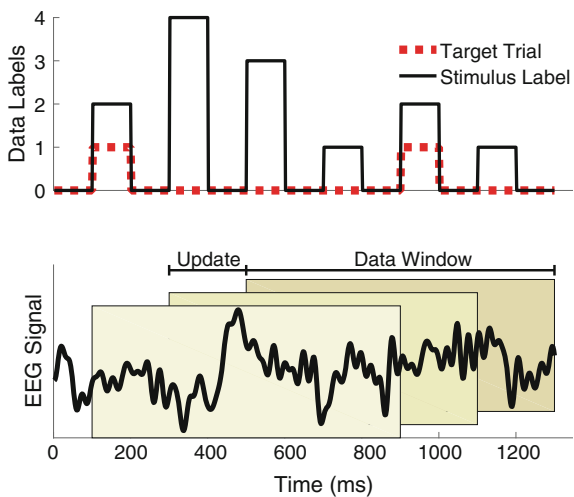 Data Labels
4
3
2
1
0
Target Trial
Stimulus Label
Update
Data Window
EEG Signal
0 200 400 600 800 1000 1200
Time (ms)